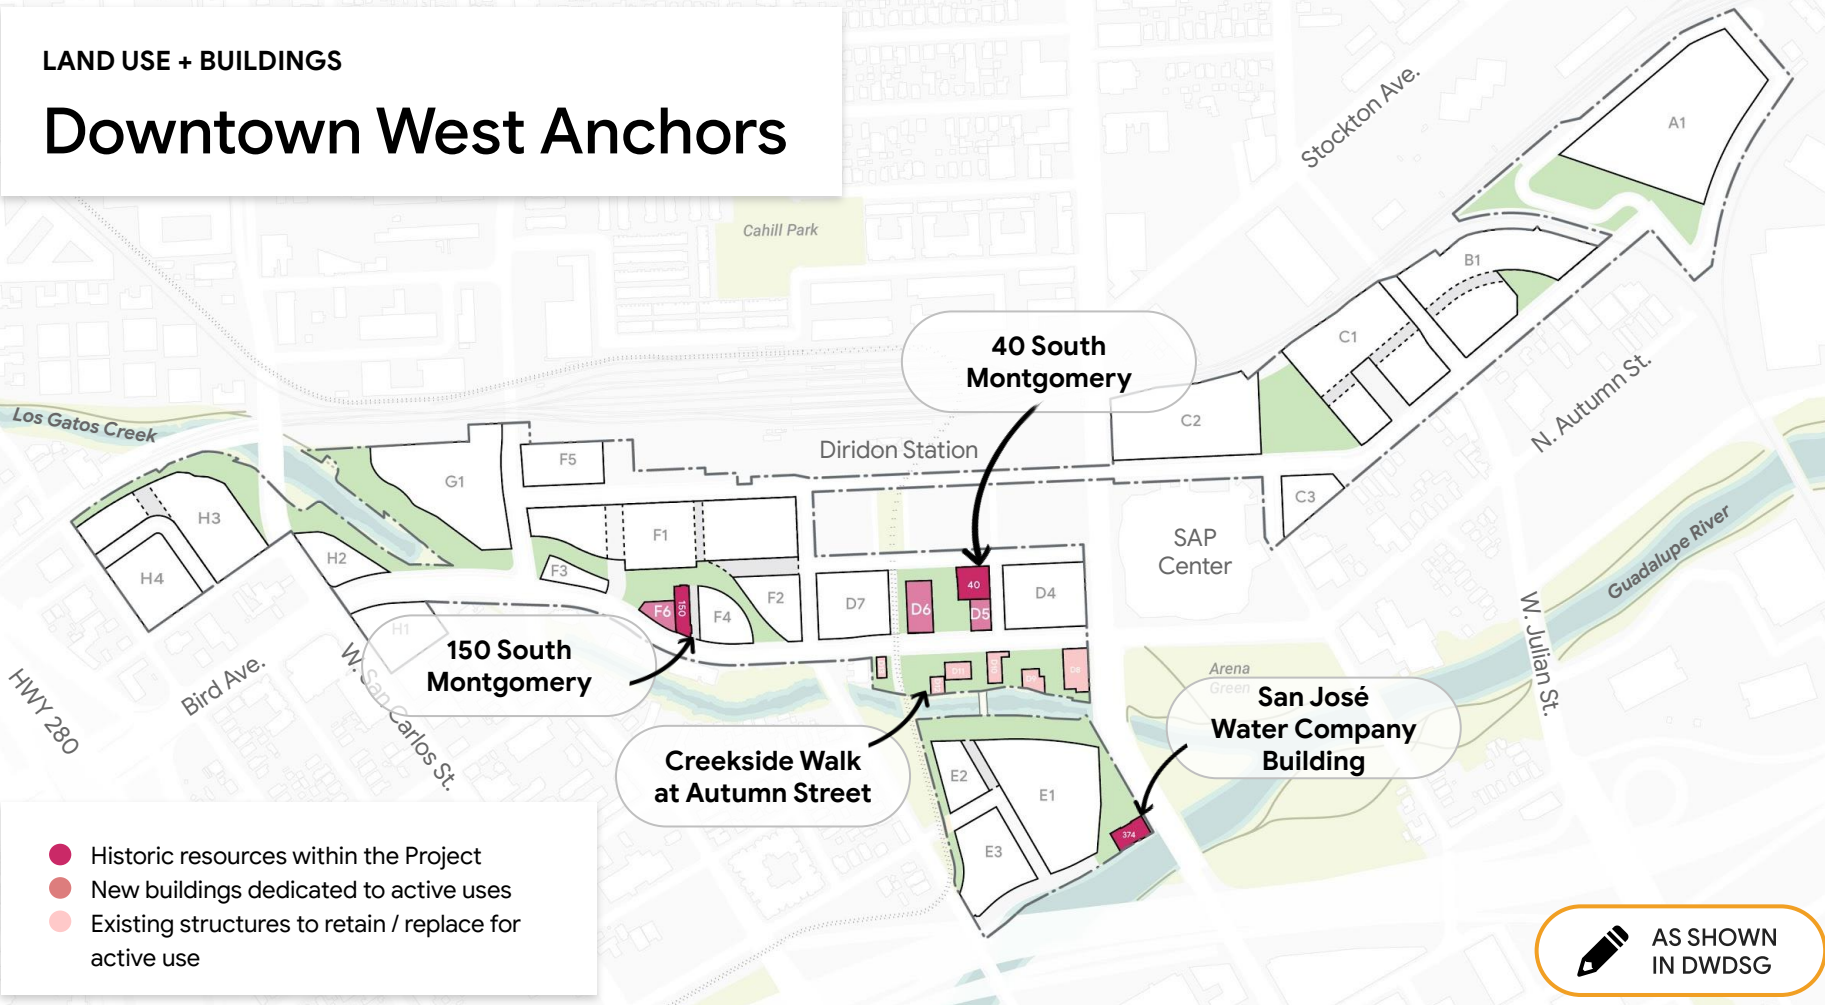 LAND USE + BUILDINGS
Downtown West Anchors
Stockton Ave.
A1
Cahill Park
B1
C1
40 South
Montgomery
C2
Los Gatos Creek
Diridon Station
N. Autumn St.
G1
F5
C3
H3
F1
SAP
Center
Guadalupe River
H2
F3
H4
40
D4
F2
D7
D6
D5
F6
150
F4
H1
W. Julian St.
150 South
Montgomery
D11
D9
D8
Arena
Green
Bird Ave.
W. San Carlos St.
HWY 280
San José
Water Company
Building
Creekside Walk
at Autumn Street
E2
E1
374
E3
Historic resources within the Project
New buildings dedicated to active uses
Existing structures to retain / replace for
active use
AS SHOWN
IN DWDSG